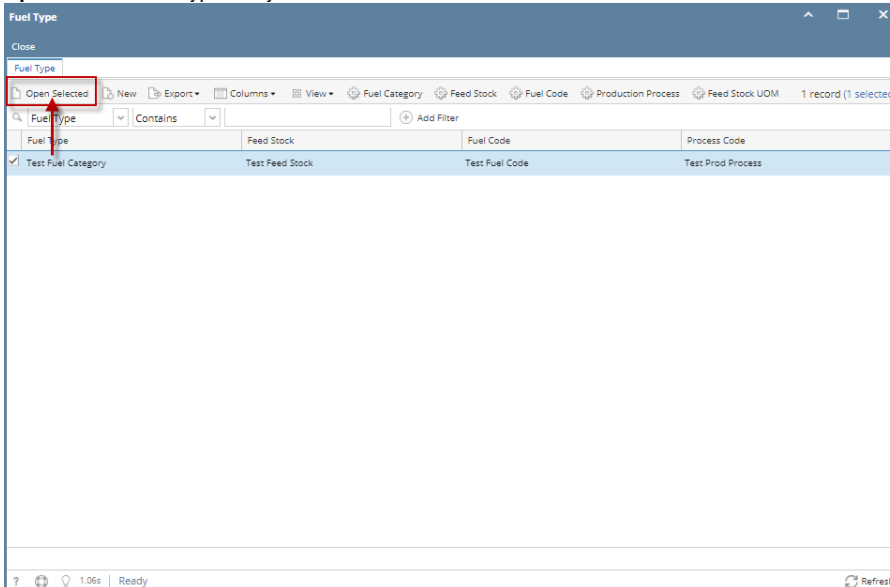 Fuel Type
Close
Fuel Type
Open Selected New Export Columns View Fuel Category Feed Stock Fuel Code Production Process Feed Stock UOM 1 record (1 selected
Fuel Type Contains Add Filter
Fuel Type Feed Stock Fuel Code Process Code
Test Fuel Category Test Feed Stock Test Fuel Code Test Prod Process
? 1.06s Ready Refresh